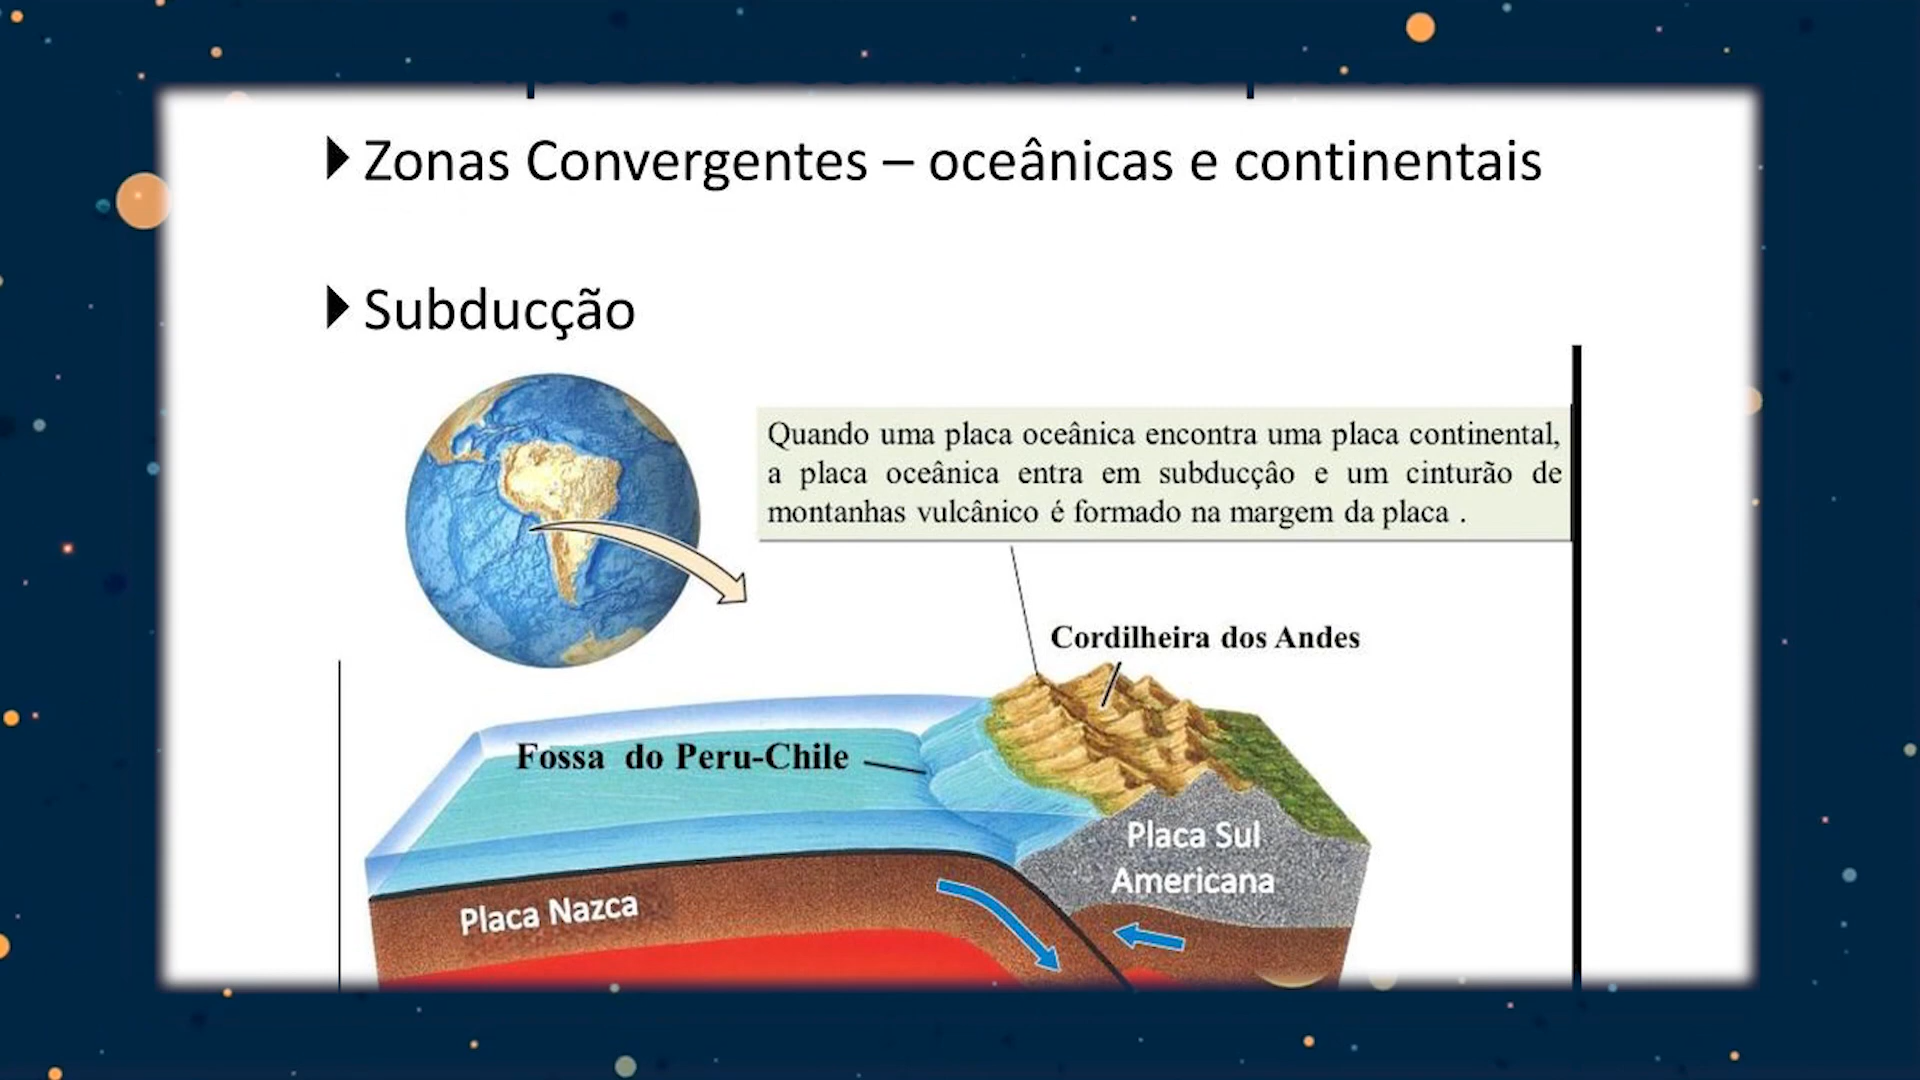 Zonas Convergentes – oceânicas e continentais
Subducção
Quando uma placa oceânica encontra uma placa continental,
a placa oceânica entra em subducção e um cinturão de
montanhas vulcânico é formado na margem da placa .
Cordilheira dos Andes
Fossa do Peru-Chile
Placa Sul
Americana
Placa Nazca